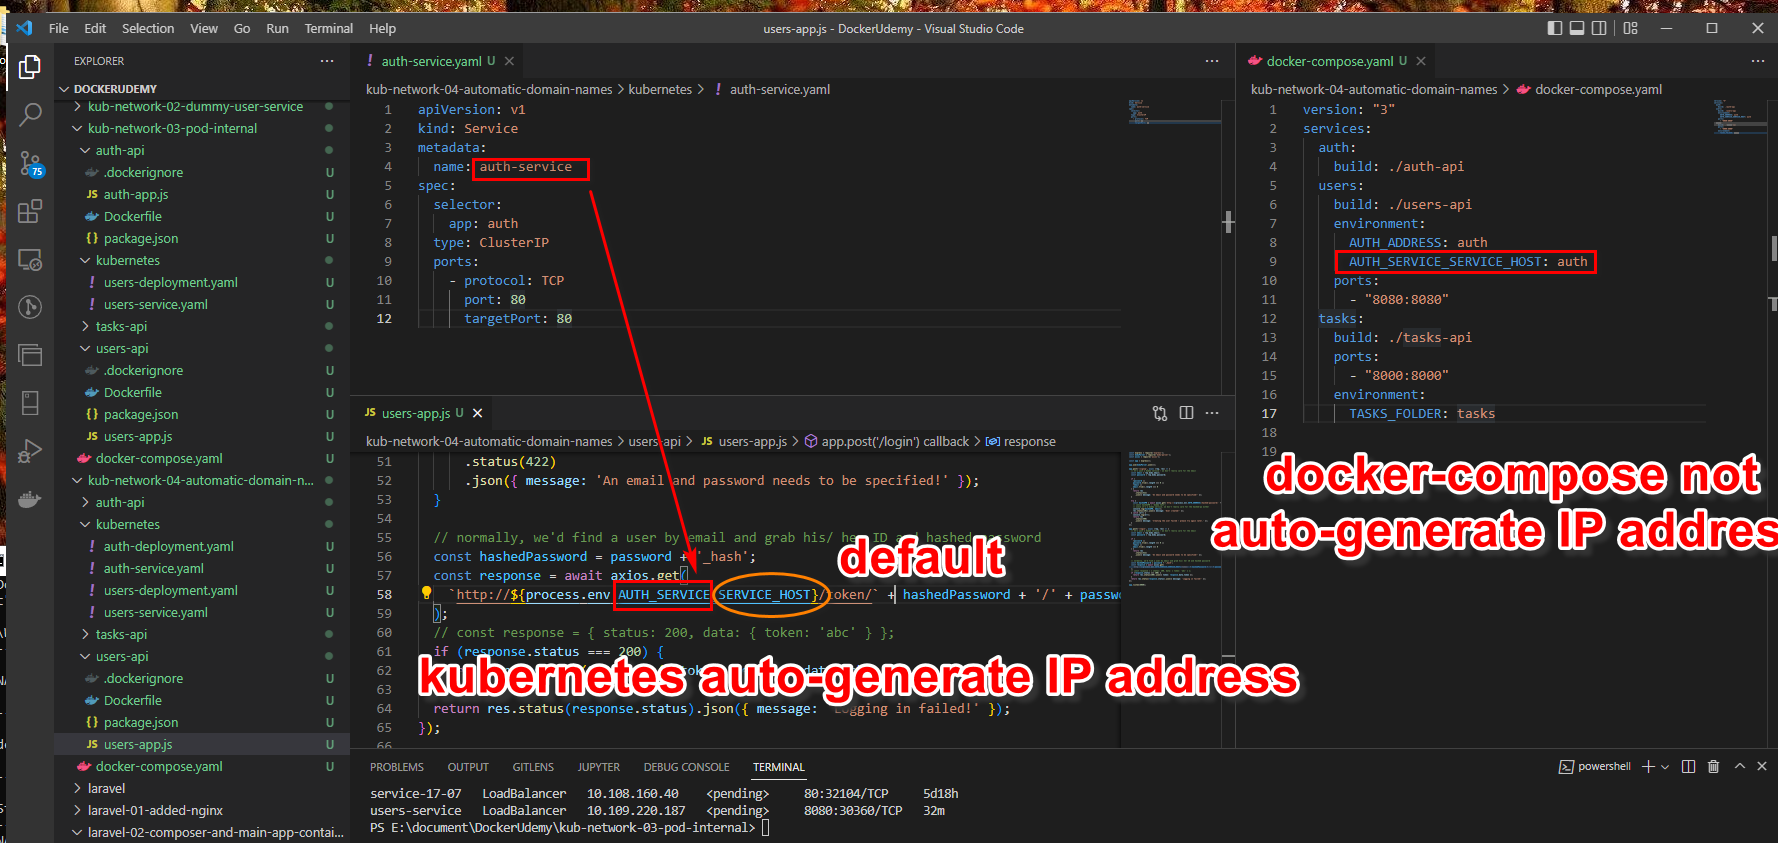 File Edit Selection View Go Run Terminal Help
users-app.js - DockerUdemy - Visual Studio Code
EXPLORER
DOCKERUDEMY
kub-network-02-dummy-user-service
kub-network-03-pod-internal
auth-api
.dockerignore U
JS auth-app.js U
Dockerfile U
{} package.json U
kubernetes
! users-deployment.yaml U
! users-service.yaml U
tasks-api
users-api
.dockerignore U
Dockerfile U
{} package.json U
JS users-app.js U
docker-compose.yaml U
kub-network-04-automatic-domain-n...
auth-api
kubernetes
! auth-deployment.yaml U
! auth-service.yaml U
! users-deployment.yaml U
! users-service.yaml U
tasks-api
users-api
.dockerignore U
Dockerfile U
{} package.json U
JS users-app.js U
docker-compose.yaml U
laravel
laravel-01-added-nginx
laravel-02-composer-and-main-app-contai...
75
! auth-service.yaml U
kub-network-04-automatic-domain-names > kubernetes > ! auth-service.yaml
1 apiVersion: v1
2 kind: Service
3 metadata:
4 name: auth-service
5 spec:
6 selector:
7 app: auth
8 type: ClusterIP
9 ports:
10 - protocol: TCP
11 port: 80
12 targetPort: 80
JS users-app.js U
kub-network-04-automatic-domain-names > users-api > JS users-app.js > app.post('/login') callback > response
51 .status(422)
52 .json({ message: 'An email and password needs to be specified!' });
53 }
54
55 // normally, we'd find a user by email and grab his/ her ID and hashed password
56 const hashedPassword = password + '_hash';
57 const response = await axios.get(
58 `http://${process.env.AUTH_SERVICE_SERVICE_HOST}/token/` + hashedPassword + '/' + passw
59 );
60 // const response = { status: 200, data: { token: 'abc' } };
61 if (response.status === 200) {
62
63
64 return res.status(response.status).json({ message: 'Logging in failed!' });
65 });
66
default
kubernetes auto-generate IP address
docker-compose.yaml U
kub-network-04-automatic-domain-names > docker-compose.yaml
1 version: "3"
2 services:
3 auth:
4 build: ./auth-api
5 users:
6 build: ./users-api
7 environment:
8 AUTH_ADDRESS: auth
9 AUTH_SERVICE_SERVICE_HOST: auth
10 ports:
11 - "8080:8080"
12 tasks:
13 build: ./tasks-api
14 ports:
15 - "8000:8000"
16 environment:
17 TASKS_FOLDER: tasks
18
19
docker-compose not
auto-generate IP addres
PROBLEMS OUTPUT GITLENS JUPYTER DEBUG CONSOLE TERMINAL
powershell
service-17-07 LoadBalancer 10.108.160.40 <pending> 80:32104/TCP 5d18h
users-service LoadBalancer 10.109.220.187 <pending> 8080:30360/TCP 32m
PS E:\document\DockerUdemy\kub-network-03-pod-internal>